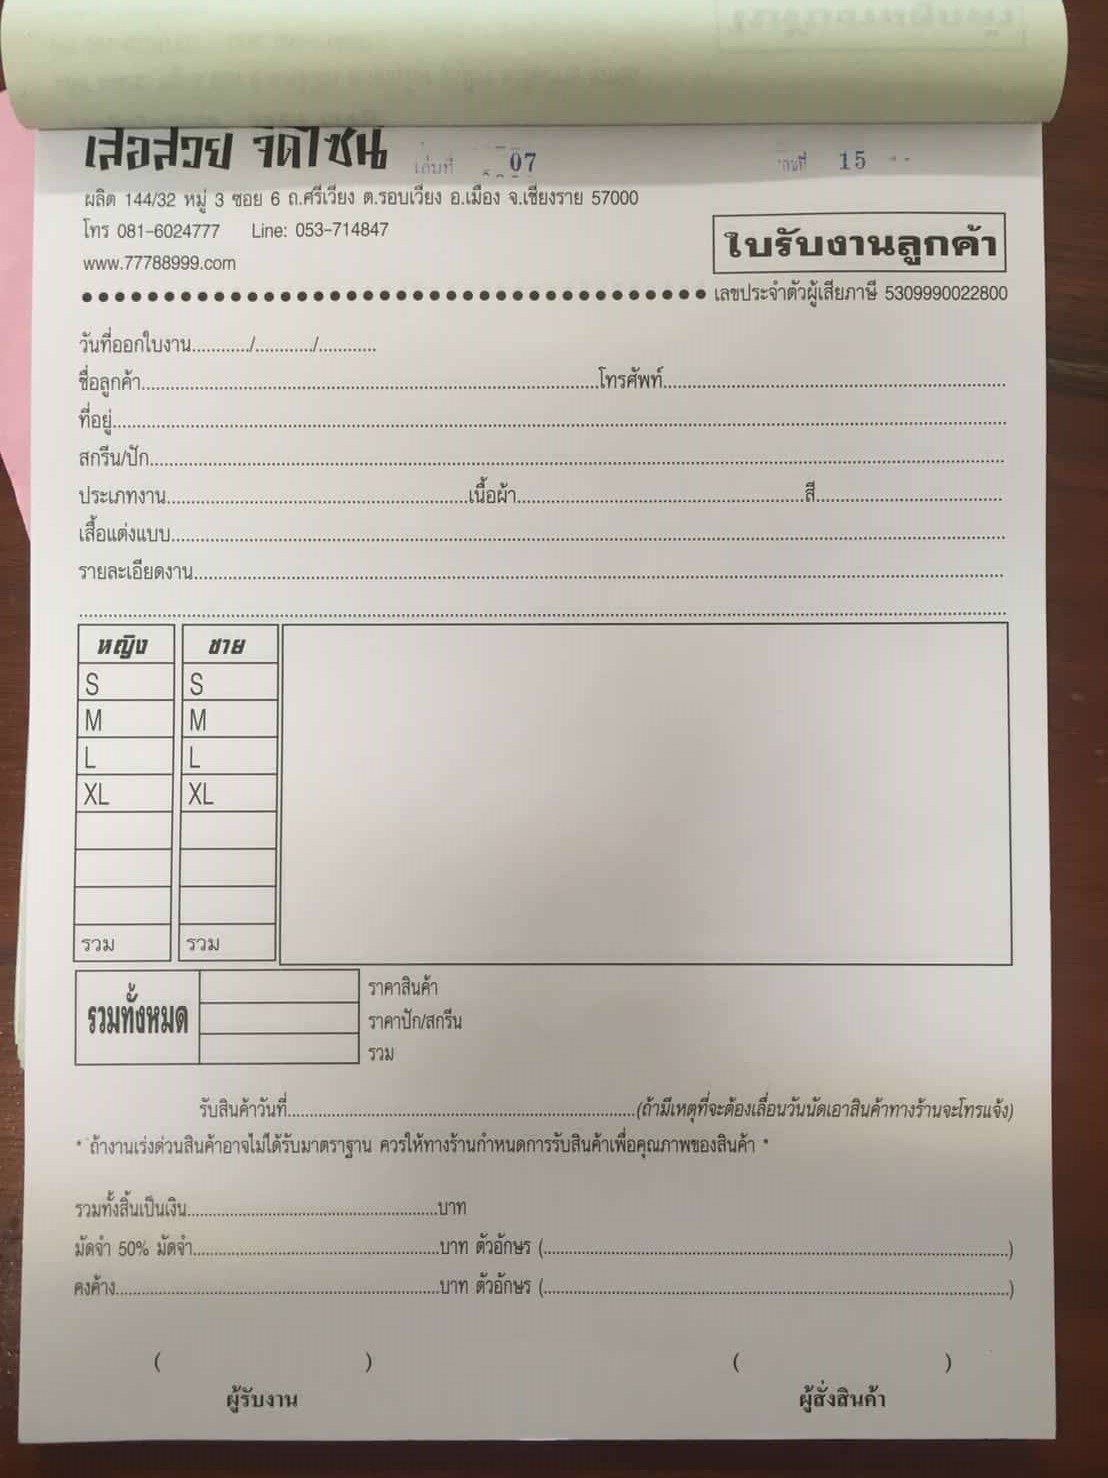 เสื้อสวย จีดีไซน์ เล่มที่ 07 เลขที่ 15
ผลิต 144/32 หมู่ 3 ซอย 6 ถ.ศรีเวียง ต.รอบเวียง อ.เมือง จ.เชียงราย 57000
โทร 081-6024777 Line: 053-714847
ใบรับงานลูกค้า
www.77788999.com
เลขประจำตัวผู้เสียภาษี 5309990022800
วันที่ออกใบงาน.........../.........../...........
ชื่อลูกค้า...........โทรศัพท์...........
ที่อยู่...........
สกรีน/ปัก...........
ประเภทงาน...........เนื้อผ้า...........สี...........
เสื้อแต่งแบบ...........
รายละเอียดงาน...........
หญิง ชาย
S S
M M
L L
XL XL
รวม รวม
รวมทั้งหมด
ราคาสินค้า
ราคาปัก/สกรีน
รวม
รับสินค้าวันที่...........(ถ้ามีเหตุที่จะต้องเลื่อนวันนัดเอาสินค้าทางร้านจะโทรแจ้ง)
* ถ้างานเร่งด่วนสินค้าอาจไม่ได้รับมาตราฐาน ควรให้ทางร้านกำหนดการรับสินค้าเพื่อคุณภาพของสินค้า *
รวมทั้งสิ้นเป็นเงิน...........บาท
มัดจำ 50% มัดจำ...........บาท ตัวอักษร (...........)
คงค้าง...........บาท ตัวอักษร (...........)
( ) ( )
ผู้รับงาน ผู้สั่งสินค้า